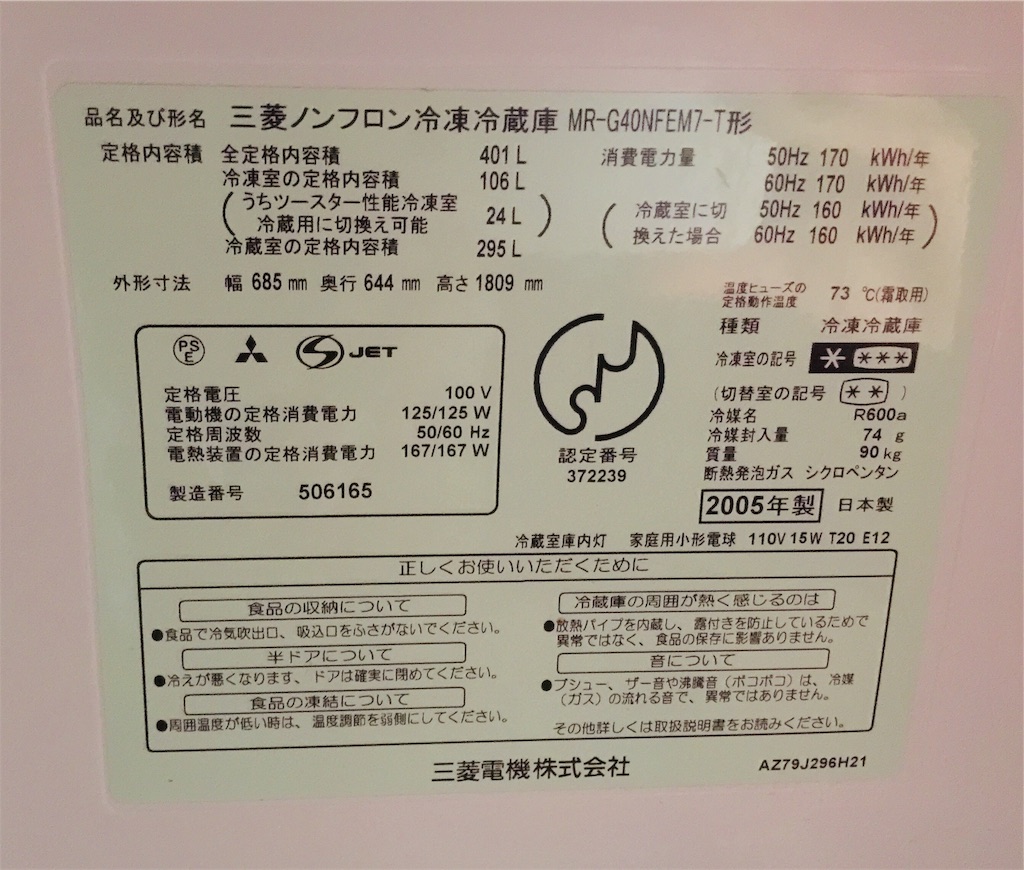 品名及び形名 三菱ノンフロン冷凍冷蔵庫 MR-G40NFEM7-T形
定格内容積 全定格内容積 401 L
冷凍室の定格内容積 106 L
(うちツースター性能冷凍室
冷蔵用に切換え可能 24 L)
冷蔵室の定格内容積 295 L
消費電力量 50Hz 170 kWh/年
60Hz 170 kWh/年
(冷蔵室に切 50Hz 160 kWh/年
換えた場合 60Hz 160 kWh/年)
外形寸法 幅 685 mm 奥行 644 mm 高さ 1809 mm
温度ヒューズの
定格動作温度 73 ℃(霜取用)
種類 冷凍冷蔵庫
冷凍室の記号 * ***
(切替室の記号 ** )
冷媒名 R600a
冷媒封入量 74 g
質量 90 kg
断熱発泡ガス シクロペンタン
2005年製 日本製
PS
E
JET
定格電圧 100 V
電動機の定格消費電力 125/125 W
定格周波数 50/60 Hz
電熱装置の定格消費電力 167/167 W
製造番号 506165
認定番号
372239
冷蔵室庫内灯 家庭用小形電球 110V 15W T20 E12
正しくお使いいただくために
食品の収納について
●食品で冷気吹出口、吸込口をふさがないでください。
半ドアについて
●冷えが悪くなります、ドアは確実に閉めてください。
食品の凍結について
●周囲温度が低い時は、温度調節を弱側にしてください。
冷蔵庫の周囲が熱く感じるのは
●放熱パイプを内蔵し、露付きを防止しているためで
異常ではなく、食品の保存に影響ありません。
音について
●プシュー、ザー音や沸騰音(ポコポコ)は、冷媒
(ガス)の流れる音で、異常ではありません。
その他詳しくは取扱説明書をお読みください。
三菱電機株式会社
AZ79J296H21